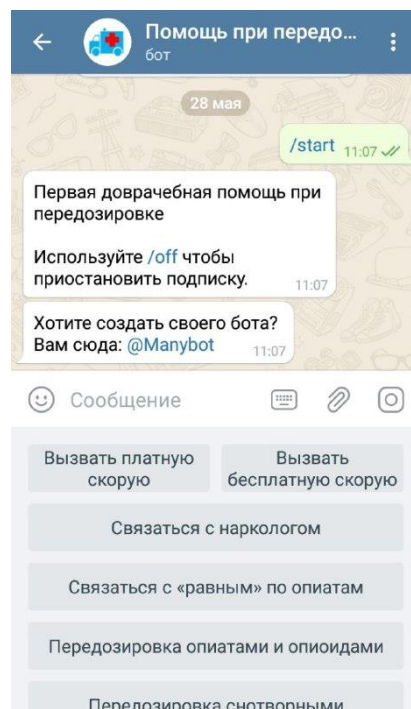 Помощь при передо...
бот
28 мая
/start 11:07
Первая доврачебная помощь при
передозировке
Используйте /off чтобы
приостановить подписку. 11:07
Хотите создать своего бота?
Вам сюда: @Manybot 11:07
Сообщение
Вызвать платную
скорую
Вызвать
бесплатную скорую
Связаться с наркологом
Связаться с «равным» по опиатам
Передозировка опиатами и опиоидами
Передозировка снотворными